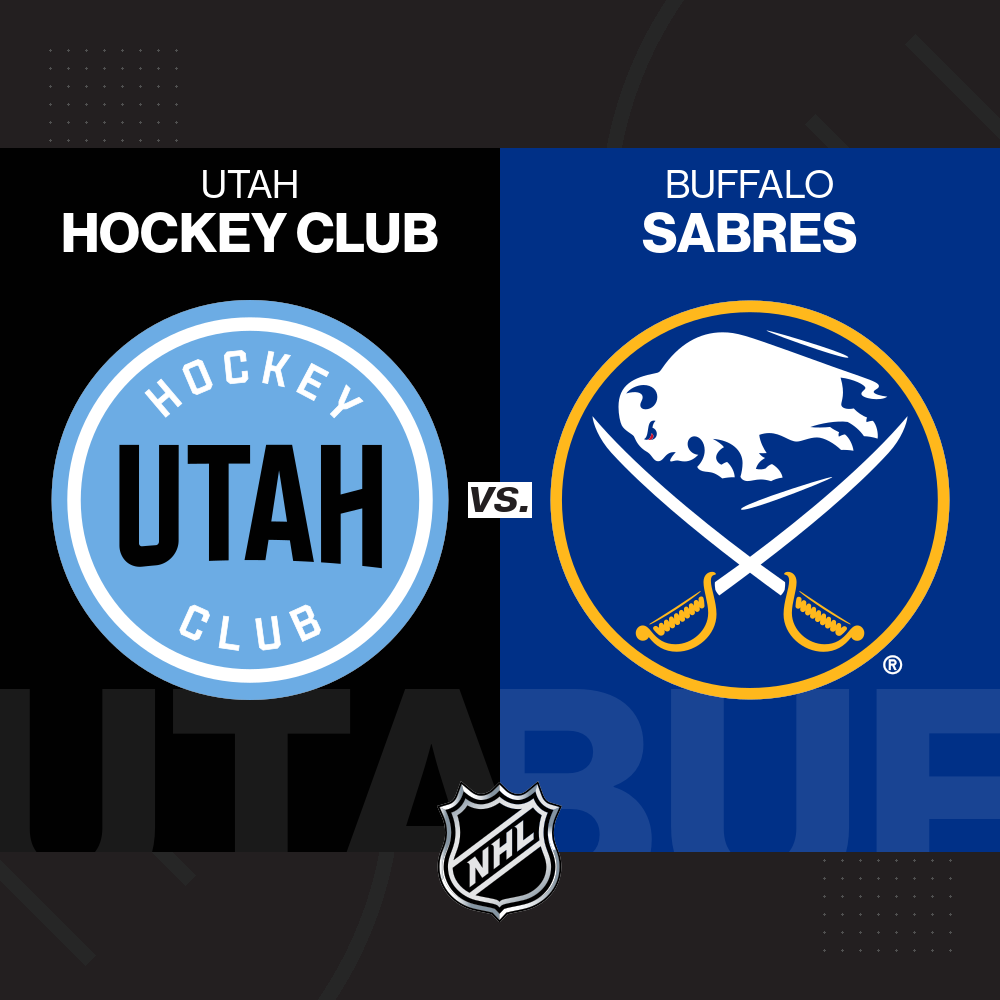 UTAH
HOCKEY CLUB
BUFFALO
SABRES
HOCKEY
UTAH
CLUB
vs.
®
UTA
BUF
NHL